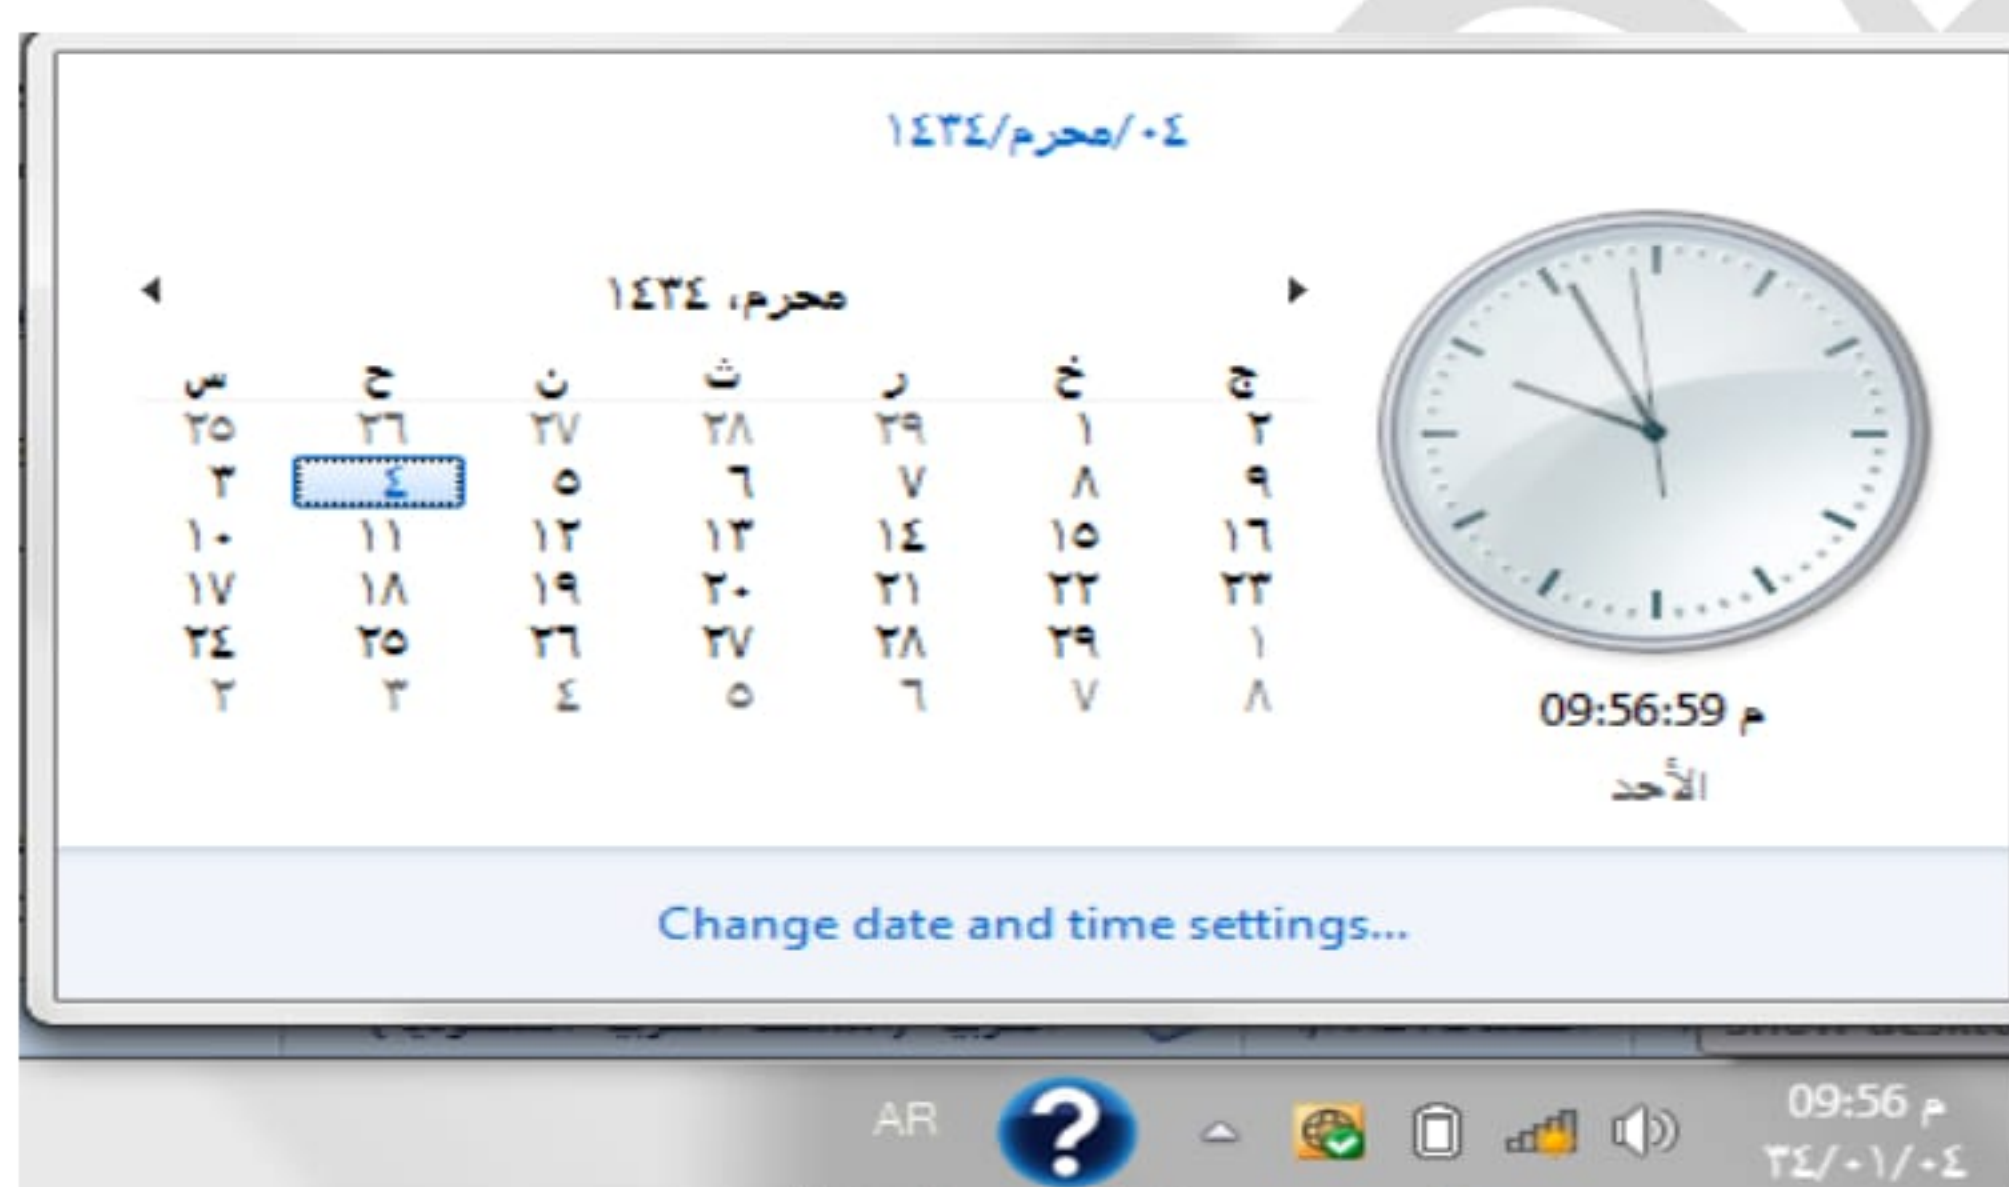 ٠٤/محرم/١٤٣٤
محرم، ١٤٣٤
س ح ن ث ر خ ج
٢٥ ٢٦ ٢٧ ٢٨ ٢٩ ١ ٢
٣ ٤ ٥ ٦ ٧ ٨ ٩
١٠ ١١ ١٢ ١٣ ١٤ ١٥ ١٦
١٧ ١٨ ١٩ ٢٠ ٢١ ٢٢ ٢٣
٢٤ ٢٥ ٢٦ ٢٧ ٢٨ ٢٩ ١
٢ ٣ ٤ ٥ ٦ ٧ ٨
09:56:59 م
الأحد
Change date and time settings...
AR
09:56 م
٣٤/٠١/٠٤